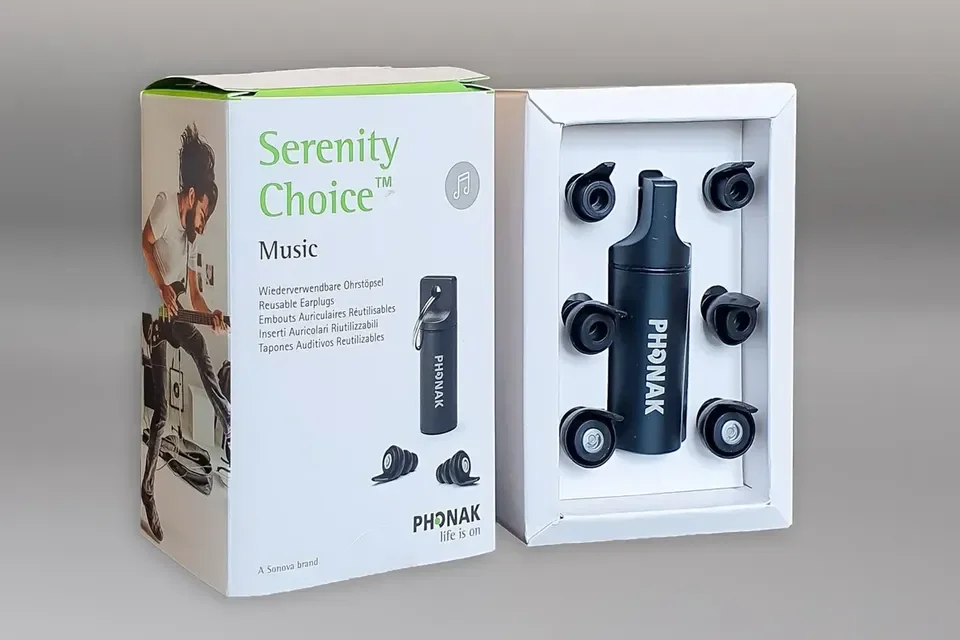 Serenity
Choice™
Music
Wiederverwendbare Ohrstöpsel
Reusable Earplugs
Embouts Auriculaires Réutilisables
Inserti Auricolari Riutilizzabili
Tapones Auditivos Reutilizables
PHONAK
PHONAK
life is on
A Sonova brand
PHONAK